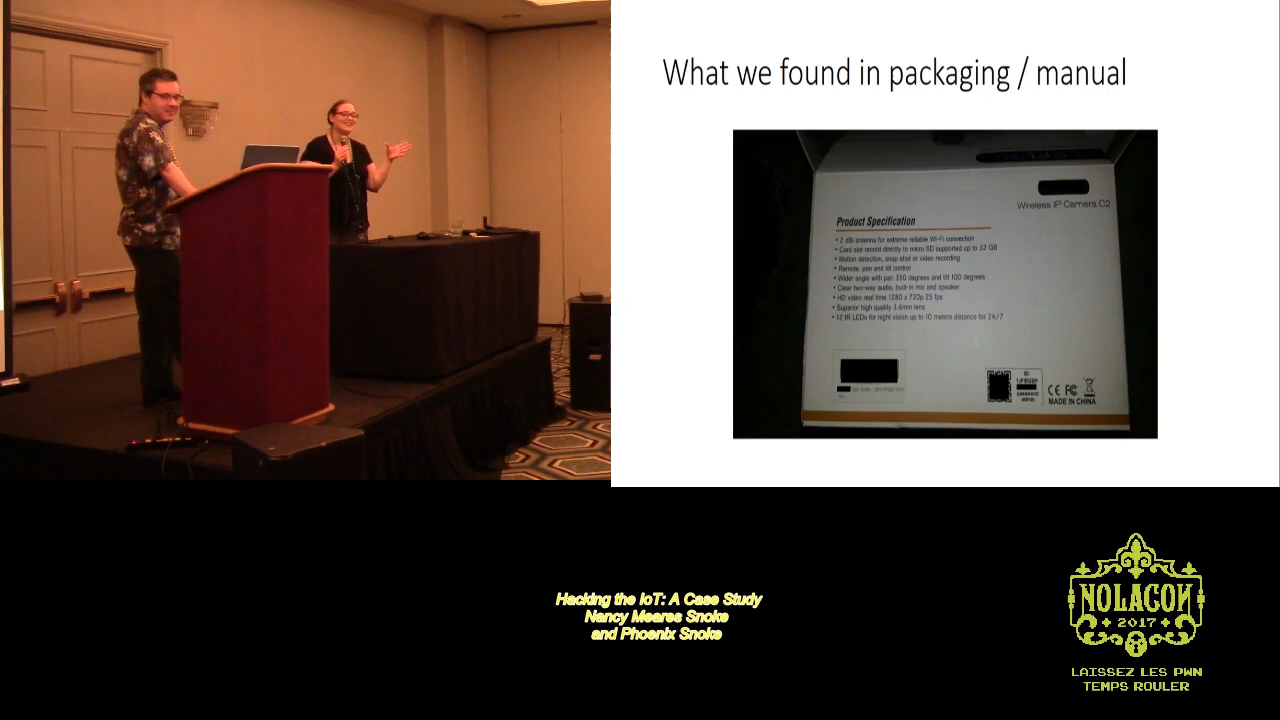 What we found in packaging / manual
Wireless IP Camera C2
Product Specification
• 2 dBi antenna for extreme reliable Wi-Fi connection
• Card slot record directly to micro SD supported up to 32 GB
• Motion detection, snap shot or video recording
• Remote, pan and tilt control
• Wider angle with pan 350 degrees and tilt 100 degrees
• Clear two-way audio, built-in mic and speaker
• HD video real time 1280 x 720p 25 fps
• Superior high quality 3.6mm lens
• 12 IR LEDs for night vision up to 10 meters distance for 24/7
ID:
password:
admin
CE FC
MADE IN CHINA
Hacking the IoT: A Case Study
Nancy Meares Snoke
and Phoenix Snoke
NOLACON
2017
LAISSEZ LES PWN
TEMPS ROULER